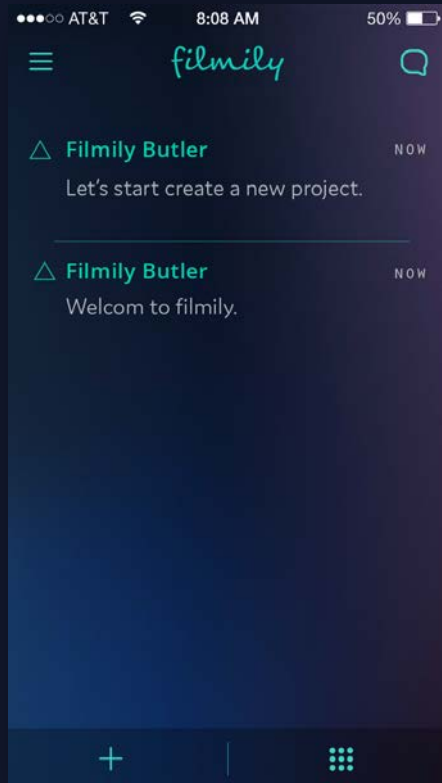 AT&T 8:08 AM 50%
filmily
Filmily Butler NOW
Let's start create a new project.
Filmily Butler NOW
Welcom to filmily.